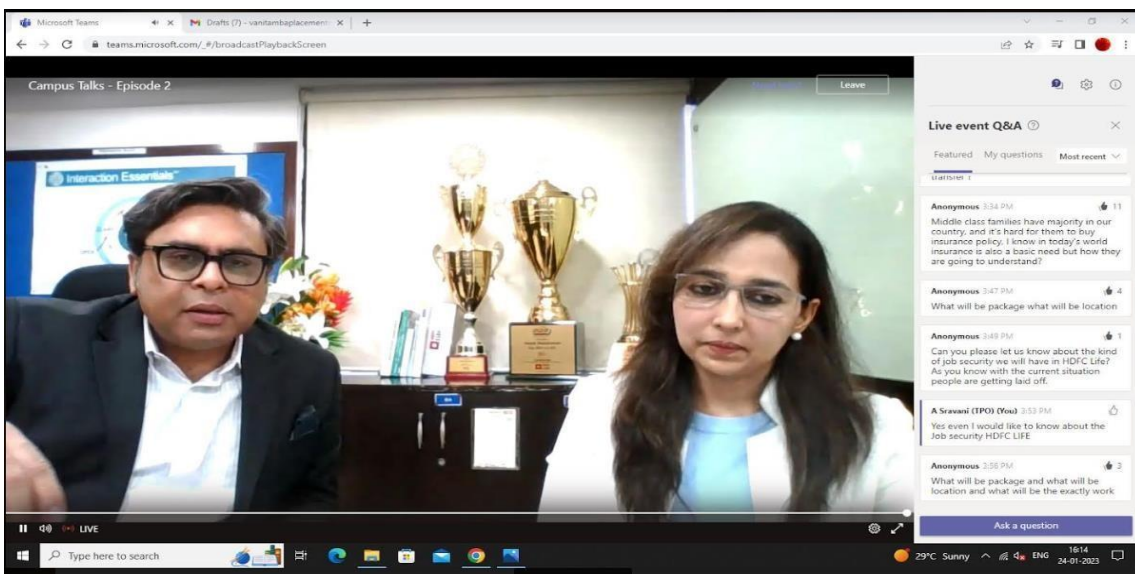 Microsoft Teams
Drafts (7) - vanitambaplacement
teams.microsoft.com/_#/broadcastPlaybackScreen
Campus Talks - Episode 2
Leave
Interaction Essentials
Live event Q&A
Featured My questions Most recent
transfer ?
Anonymous 3:34 PM 11
Middle class families have majority in our
country, and it's hard for them to buy
insurance policy, I know in today's world
insurance is also a basic need but how they
are going to understand?
Anonymous 3:47 PM 4
What will be package what will be location
Anonymous 3:49 PM 1
Can you please let us know about the kind
of job security we will have in HDFC Life?
As you know with the current situation
people are getting laid off.
A Sravani (TPO) (You) 3:53 PM
Yes even I would like to know about the
Job security HDFC LIFE
Anonymous 3:56 PM 3
What will be package and what will be
location and what will be the exactly work
Ask a question
LIVE
Type here to search
29°C Sunny
ENG
16:14
24-01-2023